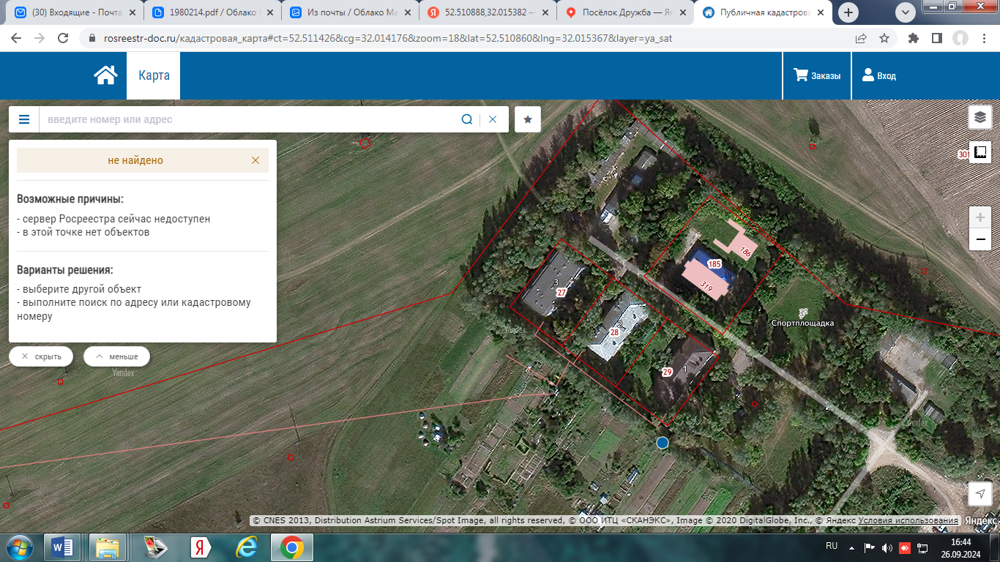 (30) Входящие - Почта
1980214.pdf / Облако
Из почты / Облако Ма
52.510888,32.015382 —
Посёлок Дружба — Ян
Публичная кадастрова
rosreestr-doc.ru/кадастровая_карта#ct=52.511426&cg=32.014176&zoom=18&lat=52.510860&lng=32.015367&layer=ya_sat
Карта
Заказы
Вход
введите номер или адрес
не найдено
Возможные причины:
- сервер Росреестра сейчас недоступен
- в этой точке нет объектов
Варианты решения:
- выберите другой объект
- выполните поиск по адресу или кадастровому
номеру
скрыть
меньше
301
186
185
319
3
27
2
28
29
1
Спортплощадка
17
Yandex
Yandex
Yandex
© CNES 2013, Distribution Astrium Services/Spot Image, all rights reserved, © ООО ИТЦ «СКАНЭКС», Image © 2020 DigitalGlobe, Inc., © Яндекс Условия использования
Яндекс
RU
16:44
26.09.2024